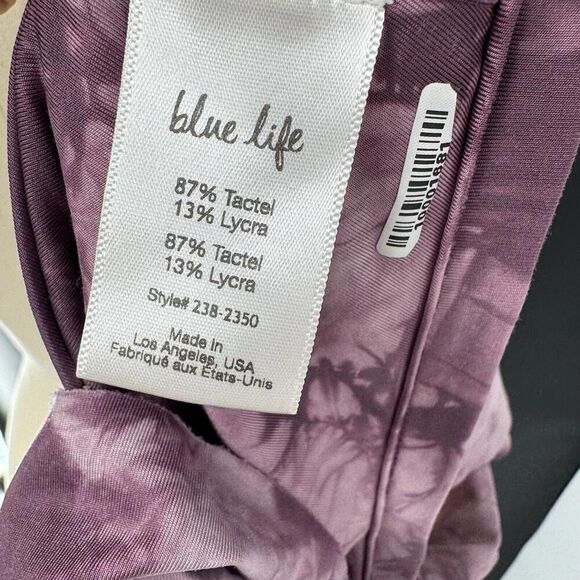 blue life
87% Tactel
13% Lycra
87% Tactel
13% Lycra
Style# 238-2350
Made in
Los Angeles, USA
Fabriqué aux États-Unis